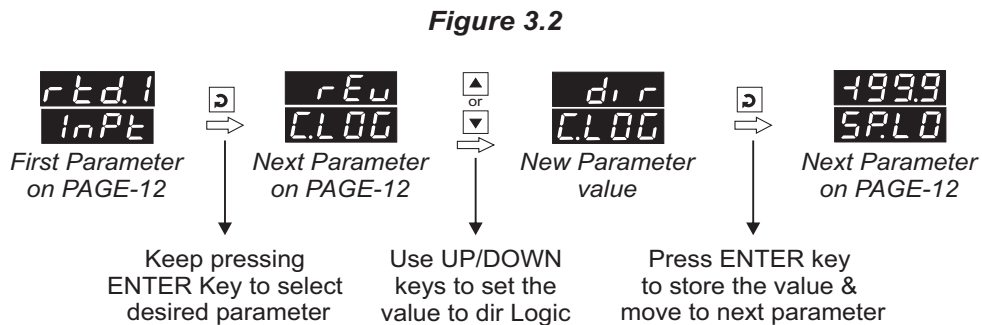 Figure 3.2
rtd.1
InPt
rEv
C.LOG
or
dir
C.LOG
-199.9
SP.LO
First Parameter
on PAGE-12
Next Parameter
on PAGE-12
New Parameter
value
Next Parameter
on PAGE-12
Keep pressing
ENTER Key to select
desired parameter
Use UP/DOWN
keys to set the
value to dir Logic
Press ENTER key
to store the value &
move to next parameter